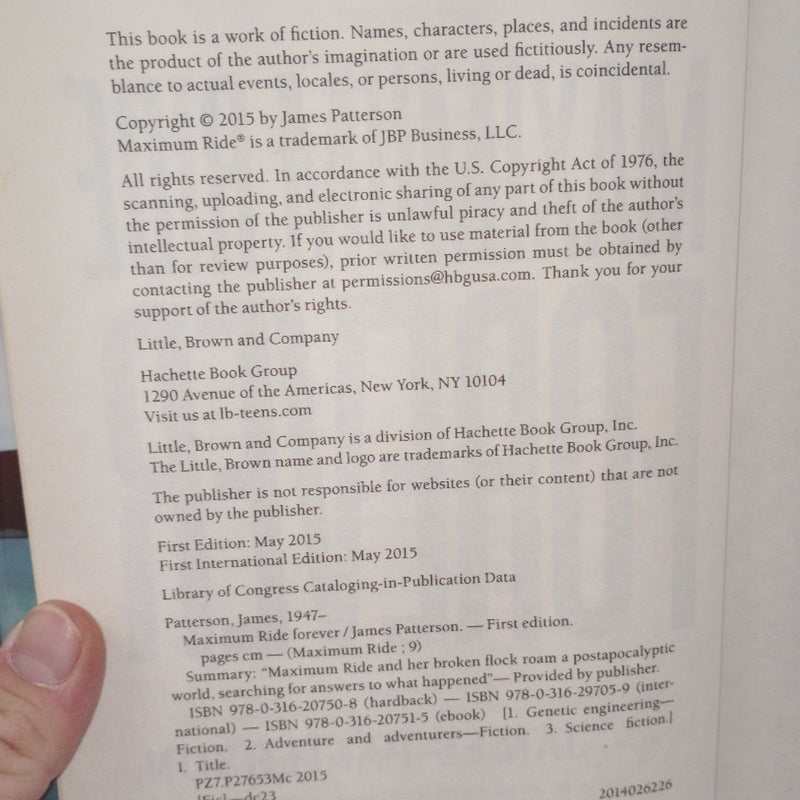 This book is a work of fiction. Names, characters, places, and incidents are
the product of the author's imagination or are used fictitiously. Any resem-
blance to actual events, locales, or persons, living or dead, is coincidental.
Copyright © 2015 by James Patterson
Maximum Ride® is a trademark of JBP Business, LLC.
All rights reserved. In accordance with the U.S. Copyright Act of 1976, the
scanning, uploading, and electronic sharing of any part of this book without
the permission of the publisher is unlawful piracy and theft of the author's
intellectual property. If you would like to use material from the book (other
than for review purposes), prior written permission must be obtained by
contacting the publisher at permissions@hbgusa.com. Thank you for your
support of the author's rights.
Little, Brown and Company
Hachette Book Group
1290 Avenue of the Americas, New York, NY 10104
Visit us at lb-teens.com
Little, Brown and Company is a division of Hachette Book Group, Inc.
The Little, Brown name and logo are trademarks of Hachette Book Group, Inc.
The publisher is not responsible for websites (or their content) that are not
owned by the publisher.
First Edition: May 2015
First International Edition: May 2015
Library of Congress Cataloging-in-Publication Data
Patterson, James, 1947–
Maximum Ride forever / James Patterson. — First edition.
pages cm — (Maximum Ride ; 9)
Summary: "Maximum Ride and her broken flock roam a postapocalyptic
world, searching for answers to what happened"— Provided by publisher.
ISBN 978-0-316-20750-8 (hardback) — ISBN 978-0-316-29705-9 (inter-
national) — ISBN 978-0-316-20751-5 (ebook) [1. Genetic engineering—
Fiction. 2. Adventure and adventurers—Fiction. 3. Science fiction.]
I. Title.
PZ7.P27653Mc 2015
[Fic]—dc23
2014026226